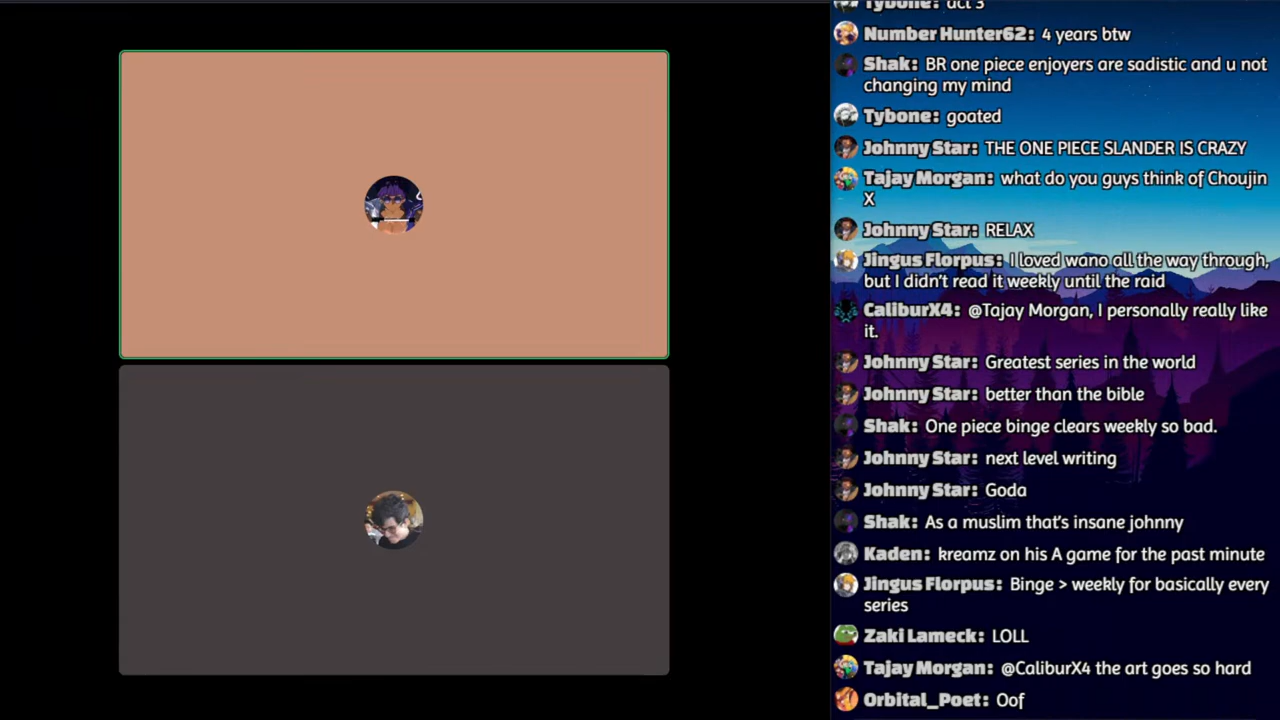 Tybone: act 3
Number Hunter62: 4 years btw
Shak: BR one piece enjoyers are sadistic and u not
changing my mind
Tybone: goated
Johnny Star: THE ONE PIECE SLANDER IS CRAZY
Tajay Morgan: what do you guys think of Choujin
X
Johnny Star: RELAX
Jingus Florpus: I loved wano all the way through,
but I didn't read it weekly until the raid
CaliburX4: @Tajay Morgan, I personally really like
it.
Johnny Star: Greatest series in the world
Johnny Star: better than the bible
Shak: One piece binge clears weekly so bad.
Johnny Star: next level writing
Johnny Star: Goda
Shak: As a muslim that's insane johnny
Kaden: kreamz on his A game for the past minute
Jingus Florpus: Binge > weekly for basically every
series
Zaki Lameck: LOLL
Tajay Morgan: @CaliburX4 the art goes so hard
Orbital_Poet: Oof